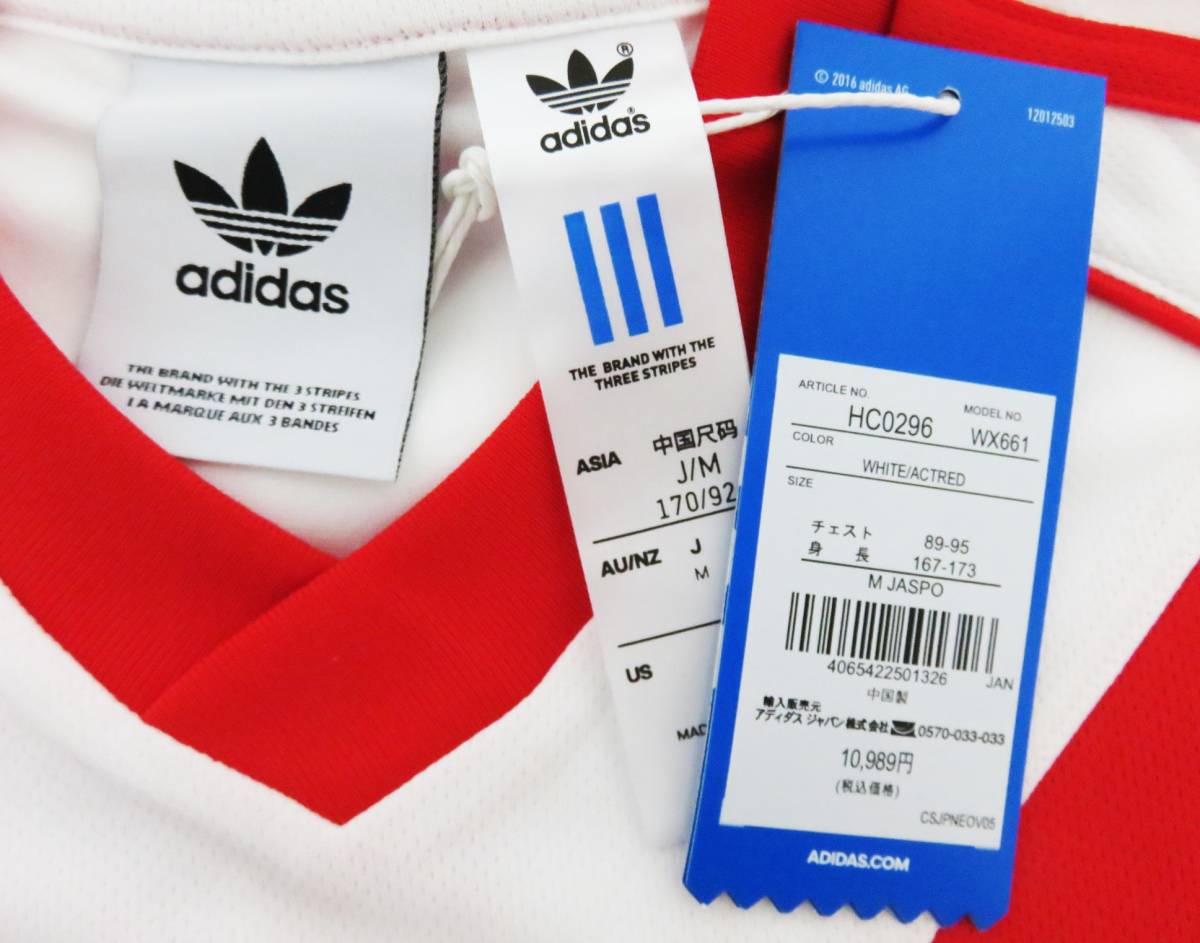 adidas
THE BRAND WITH THE 3 STRIPES
DIE WELTMARKE MIT DEN 3 STREIFEN
LA MARQUE AUX 3 BANDES
®
adidas®
THE BRAND WITH THE
THREE STRIPES
ASIA 中国尺码
J/M
170/92
AU/NZ J
M
US
MAD
© 2016 adidas AG
12012503
ARTICLE NO. MODEL NO.
HC0296 WX661
COLOR
WHITE/ACTRED
SIZE
チェスト 89-95
身 長 167-173
M JASPO
4065422501326 JAN
中国製
輸入販売元
アディダス ジャパン株式会社 0570-033-033
10,989円
(税込価格)
CSJPNEOV05
ADIDAS.COM